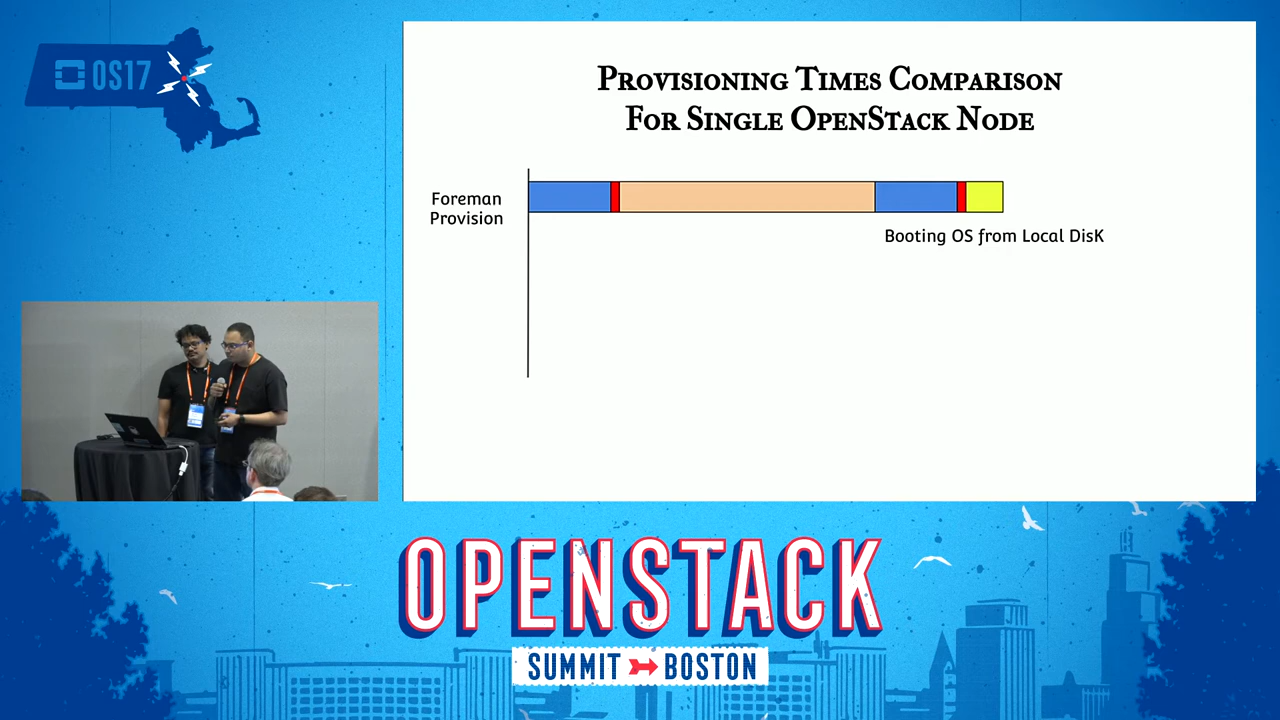 OS17
PROVISIONING TIMES COMPARISON
FOR SINGLE OPENSTACK NODE
Foreman
Provision
Booting OS from Local DisK
OPENSTACK
SUMMIT BOSTON